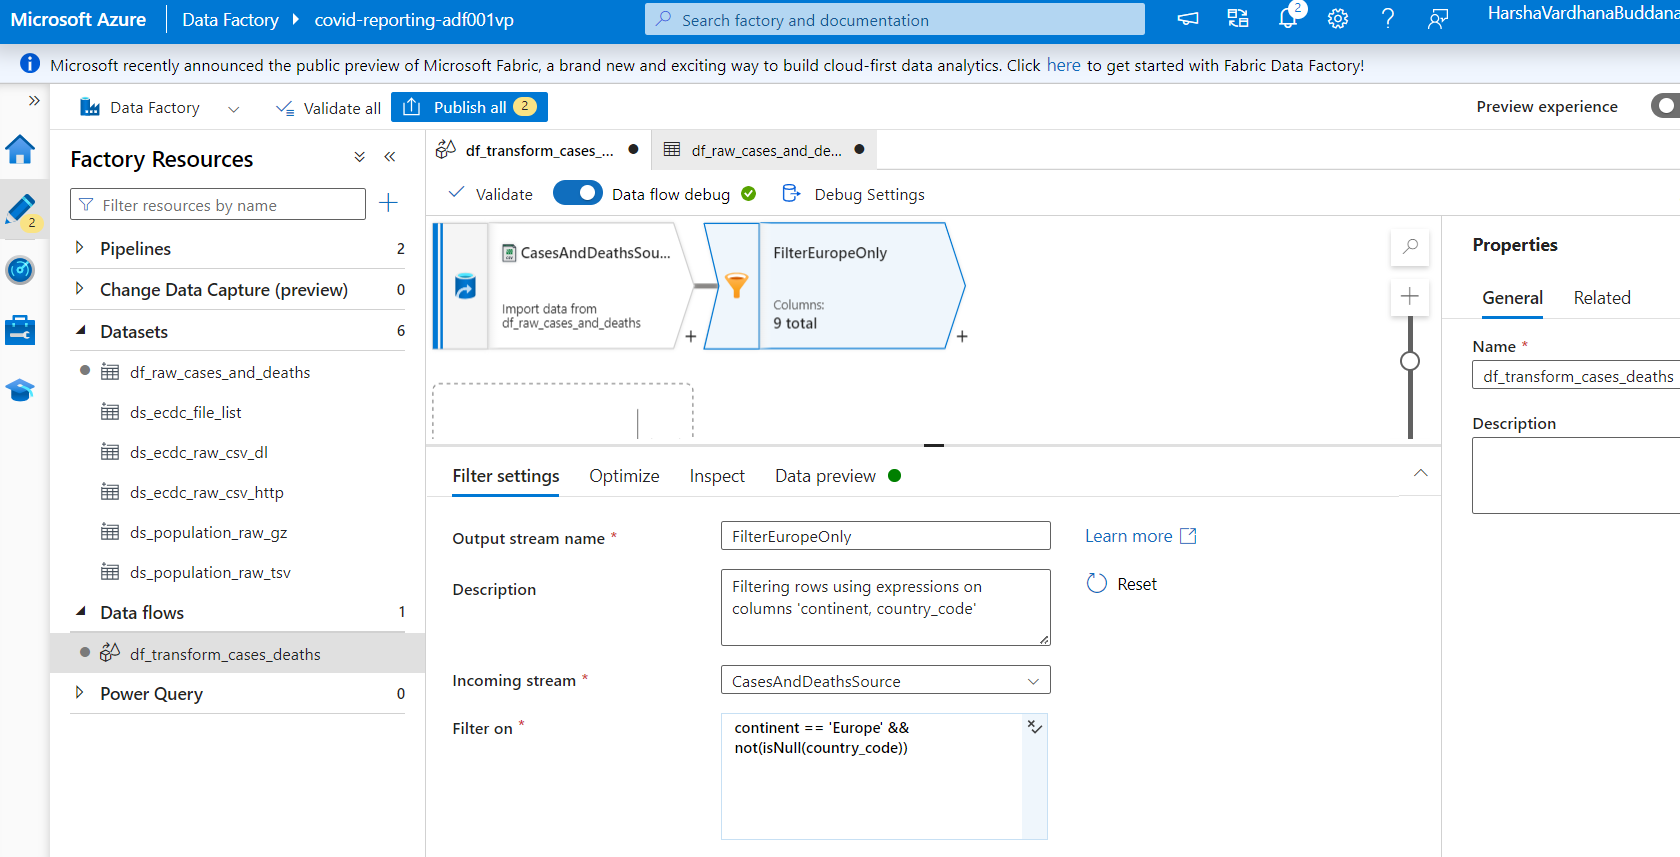 Microsoft Azure
Data Factory
covid-reporting-adf001vp
Search factory and documentation
2
HarshaVardhanaBuddana
Microsoft recently announced the public preview of Microsoft Fabric, a brand new and exciting way to build cloud-first data analytics. Click here to get started with Fabric Data Factory!
Data Factory
Validate all
Publish all 2
Preview experience
2
Factory Resources
Filter resources by name
Pipelines 2
Change Data Capture (preview) 0
Datasets 6
df_raw_cases_and_deaths
ds_ecdc_file_list
ds_ecdc_raw_csv_dl
ds_ecdc_raw_csv_http
ds_population_raw_gz
ds_population_raw_tsv
Data flows 1
df_transform_cases_deaths
Power Query 0
df_transform_cases_...
df_raw_cases_and_de...
Validate
Data flow debug
Debug Settings
CasesAndDeathsSou...
Import data from
df_raw_cases_and_deaths
+
FilterEuropeOnly
Columns:
9 total
+
Filter settings
Optimize
Inspect
Data preview
Output stream name *
FilterEuropeOnly
Learn more
Description
Filtering rows using expressions on
columns 'continent, country_code'
Reset
Incoming stream *
CasesAndDeathsSource
Filter on *
continent == 'Europe' &&
not(isNull(country_code))
Properties
General
Related
Name *
df_transform_cases_deaths
Description